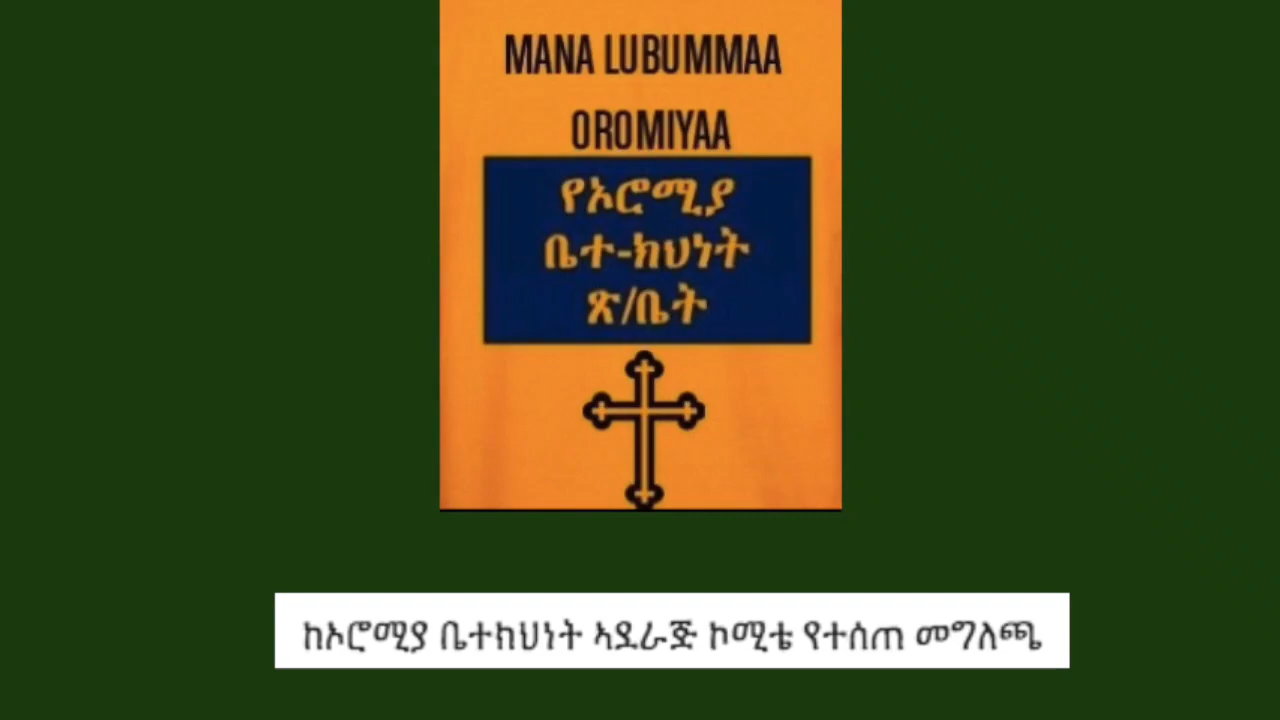 MANA LUBUMMAA
OROMIYAA
የኦሮሚያ
ቤተ-ክህነት
ጽ/ቤት
ከኦሮሚያ ቤተክህነት ኣደራጅ ኮሚቴ የተሰጠ መግለጫ